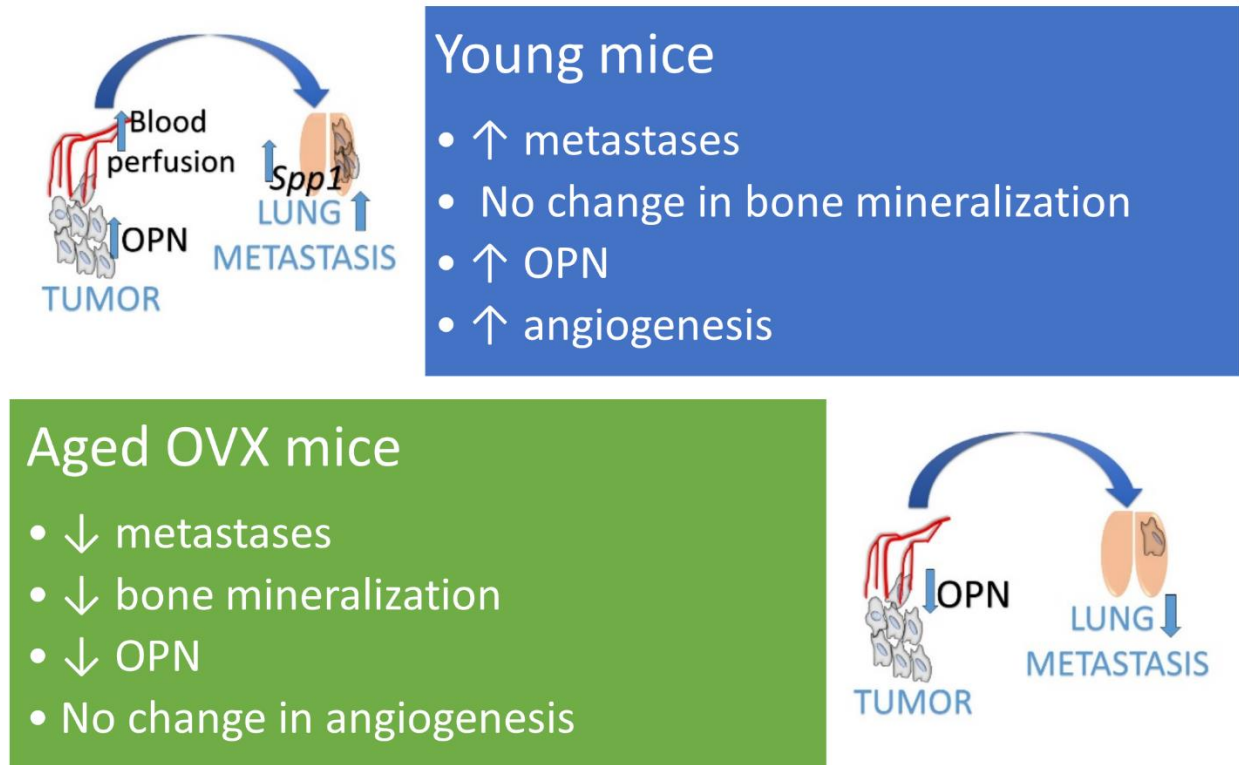 Blood
perfusion
Spp1
OPN
LUNG
METASTASIS
TUMOR
Young mice
• ↑ metastases
• No change in bone mineralization
• ↑ OPN
• ↑ angiogenesis
Aged OVX mice
• ↓ metastases
• ↓ bone mineralization
• ↓ OPN
• No change in angiogenesis
OPN
LUNG
METASTASIS
TUMOR